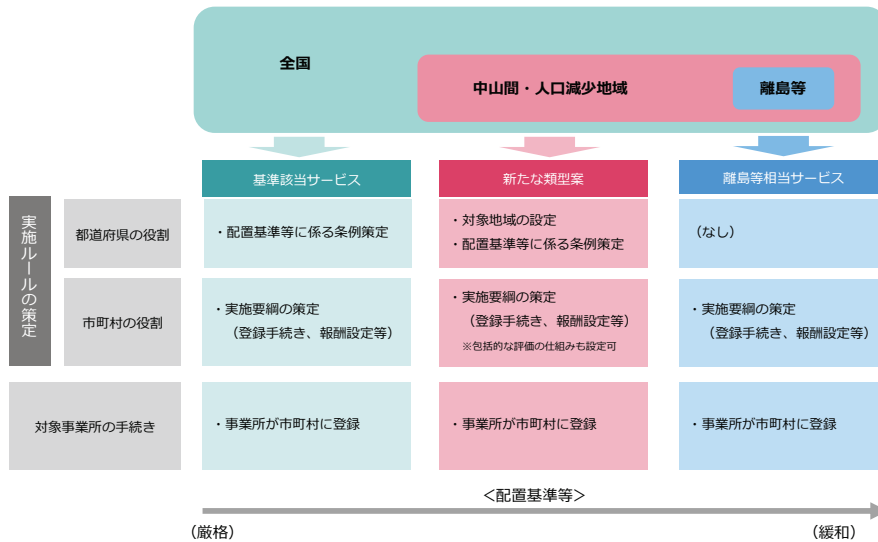 全国
中山間・人口減少地域
離島等
基準該当サービス
新たな類型案
離島等相当サービス
実施ルールの策定
都道府県の役割
・配置基準等に係る条例策定
・対象地域の設定
・配置基準等に係る条例策定
（なし）
市町村の役割
・実施要綱の策定
（登録手続き、報酬設定等）
・実施要綱の策定
（登録手続き、報酬設定等）
※包括的な評価の仕組みも設定可
・実施要綱の策定
（登録手続き、報酬設定等）
対象事業所の手続き
・事業所が市町村に登録
・事業所が市町村に登録
・事業所が市町村に登録
＜配置基準等＞
（厳格）
（緩和）